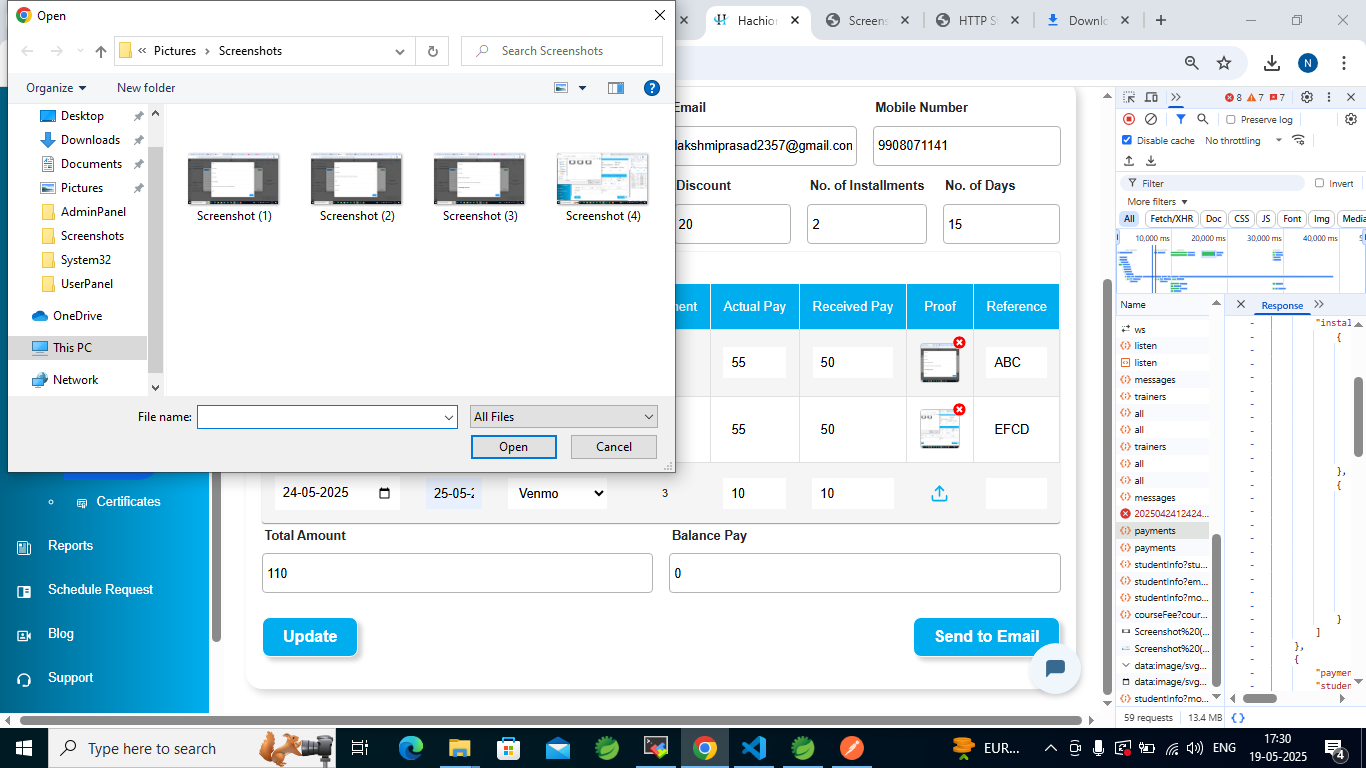 Open
Hachion
Screens
HTTP S
Downlo
Pictures
Screenshots
Search Screenshots
N
Organize
New folder
Desktop
Downloads
Documents
Pictures
AdminPanel
Screenshots
System32
UserPanel
OneDrive
This PC
Network
Screenshot (1)
Screenshot (2)
Screenshot (3)
Screenshot (4)
File name:
All Files
Open
Cancel
Email
Mobile Number
lakshmiprasad2357@gmail.con
9908071141
Discount
No. of Installments
No. of Days
20
2
15
ment
Actual Pay
Received Pay
Proof
Reference
55
50
ABC
55
50
EFCD
24-05-2025
25-05-2
Venmo
3
10
10
Total Amount
Balance Pay
110
0
Update
Send to Email
Certificates
Reports
Schedule Request
Blog
Support
8
7
7
Preserve log
Disable cache
No throttling
Filter
Invert
More filters
All
Fetch/XHR
Doc
CSS
JS
Font
Img
Media
10,000 ms
20,000 ms
30,000 ms
40,000 ms
Name
Response
ws
listen
listen
messages
trainers
all
all
trainers
all
all
messages
2025042412424...
payments
payments
studentInfo?stu...
studentInfo?em...
studentInfo?mo...
courseFee?cour...
Screenshot%20(...
Screenshot%20(...
data:image/svg...
data:image/svg...
studentInfo?mo...
"instal
{
},
{
}
]
},
{
"paymen
"studen
59 requests
13.4 MB
{}
Type here to search
EUR...
ENG
17:30
19-05-2025
4